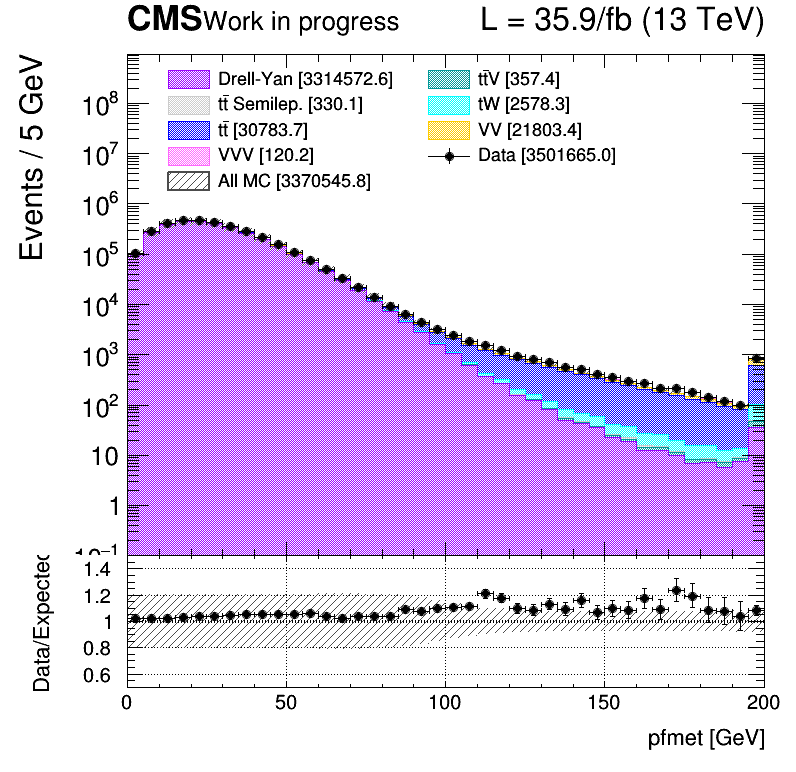 CMS Work in progress L = 35.9/fb (13 TeV)
Events / 5 GeV
Drell-Yan [3314572.6] tt̄V [357.4]
tt̄ Semilep. [330.1] tW [2578.3]
tt̄ [30783.7] VV [21803.4]
VVV [120.2] Data [3501665.0]
All MC [3370545.8]
10⁸
10⁷
10⁶
10⁵
10⁴
10³
10²
10
1
10⁻¹
Data/Expected
1.4
1.2
1
0.8
0.6
0 50 100 150 200
pfmet [GeV]